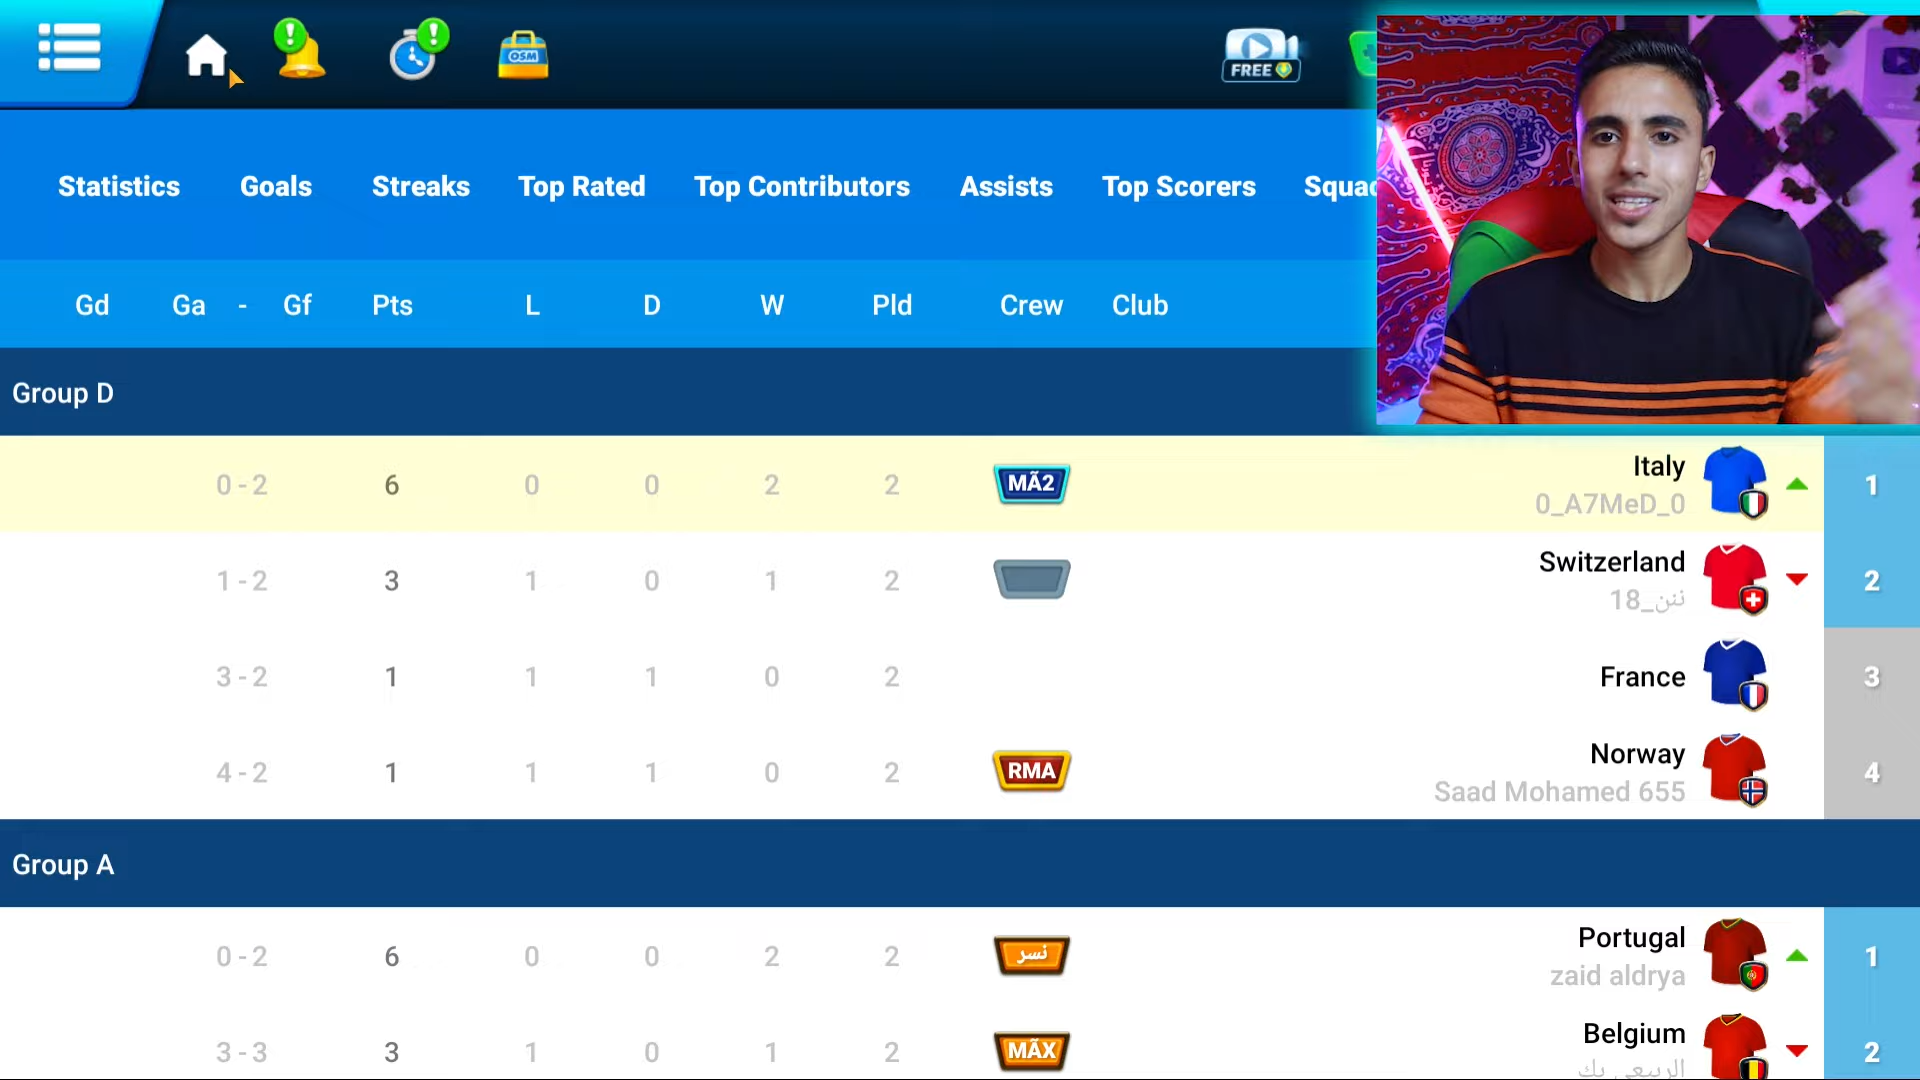 OSM
FREE
Statistics Goals Streaks Top Rated Top Contributors Assists Top Scorers
Gd Ga - Gf Pts L D W Pld Crew Club
Group D
0 - 2 6 0 0 2 2 MÃ2 Italy 1
0_A7MeD_0
1 - 2 3 1 0 1 2 Switzerland 2
ننن_18
3 - 2 1 1 1 0 2 France 3
4 - 2 1 1 1 0 2 RMA Norway 4
Saad Mohamed 655
Group A
0 - 2 6 0 0 2 2 نسر Portugal 1
zaid aldrya
3 - 3 3 1 0 1 2 MÃX Belgium 2